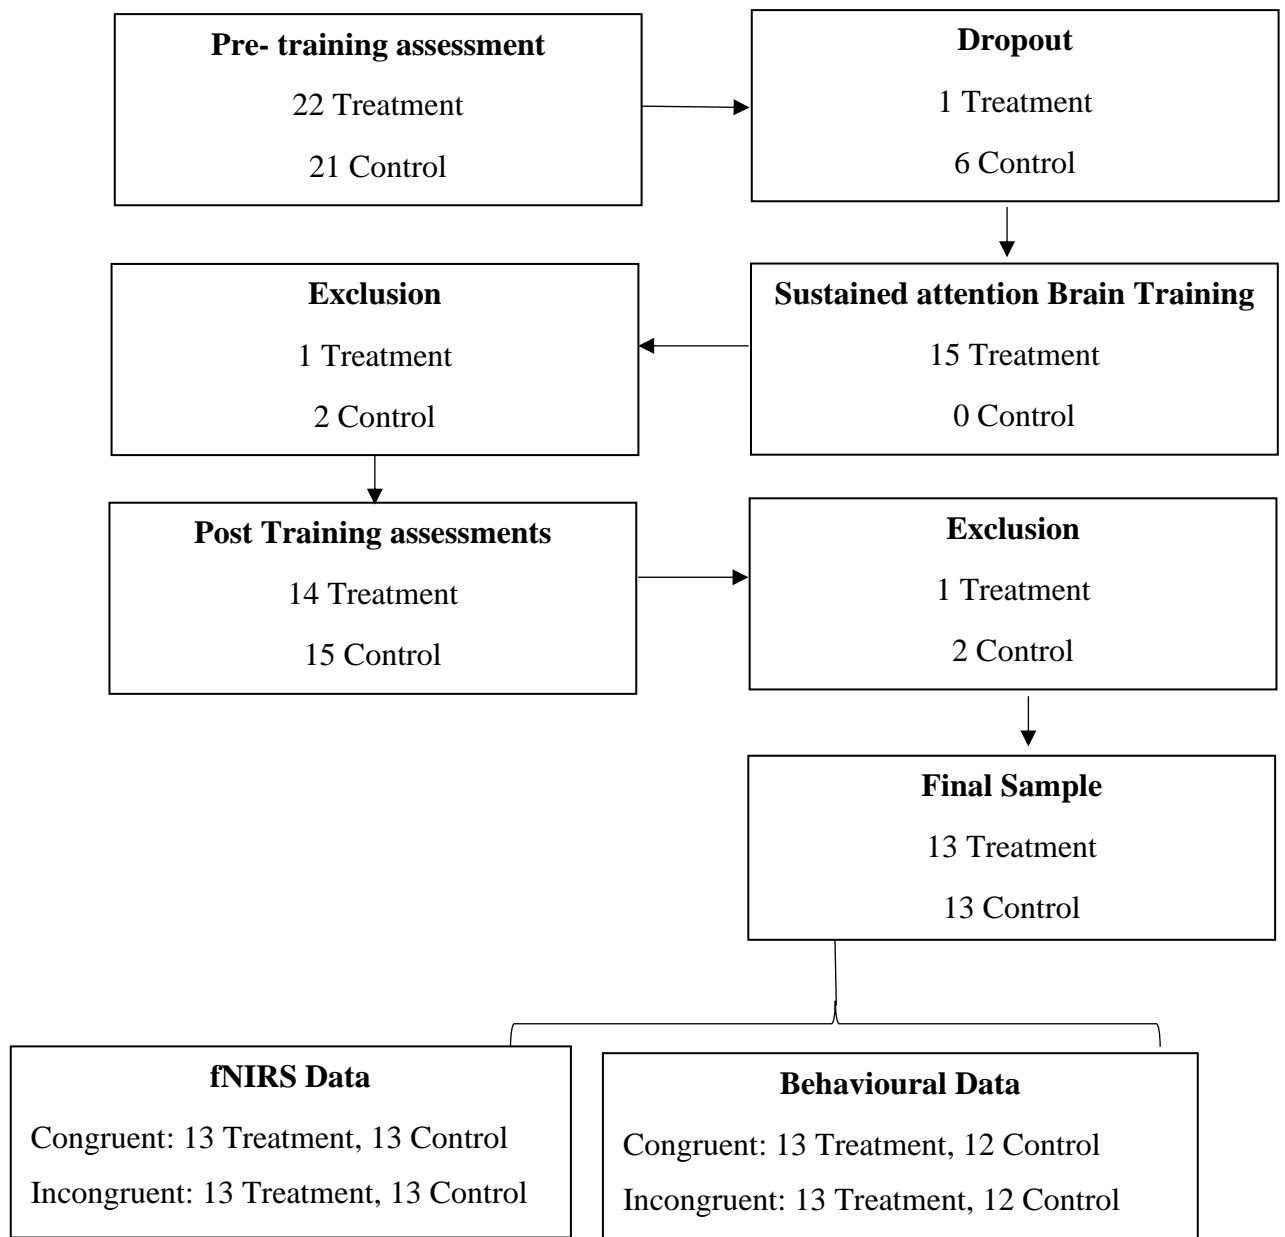 Pre- training assessment
22 Treatment
21 Control
Dropout
1 Treatment
6 Control
Sustained attention Brain Training
15 Treatment
0 Control
Exclusion
1 Treatment
2 Control
Post Training assessments
14 Treatment
15 Control
Exclusion
1 Treatment
2 Control
Final Sample
13 Treatment
13 Control
fNIRS Data
Congruent: 13 Treatment, 13 Control
Incongruent: 13 Treatment, 13 Control
Behavioural Data
Congruent: 13 Treatment, 12 Control
Incongruent: 13 Treatment, 12 Control